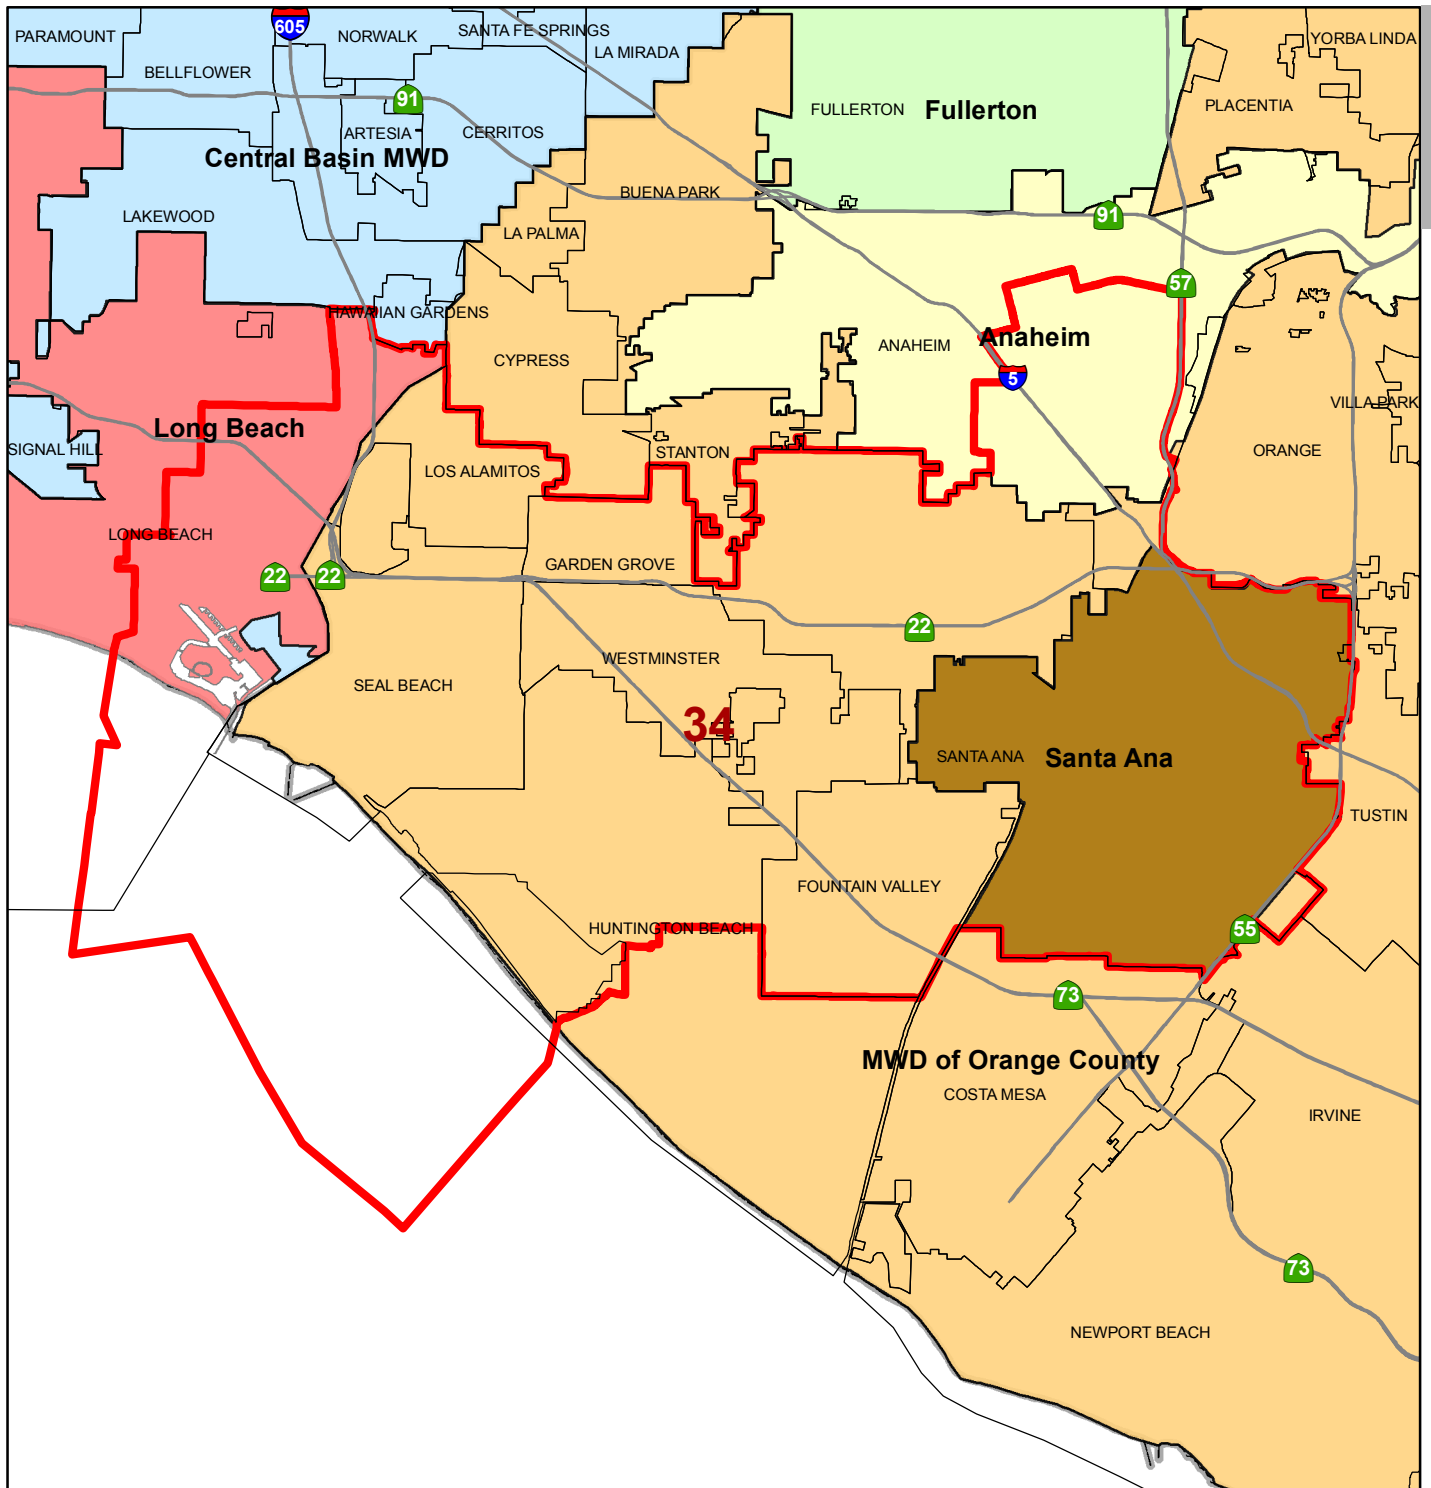 PARAMOUNT
605
NORWALK
SANTA FE SPRINGS
LA MIRADA
YORBA LINDA
BELLFLOWER
91
ARTESIA
CERRITOS
FULLERTON
Fullerton
PLACENTIA
Central Basin MWD
LAKEWOOD
BUENA PARK
91
LA PALMA
57
HAWAIIAN GARDENS
CYPRESS
ANAHEIM
Anaheim
5
VILLA PARK
Long Beach
SIGNAL HILL
LOS ALAMITOS
STANTON
ORANGE
LONG BEACH
GARDEN GROVE
22
22
22
WESTMINSTER
SEAL BEACH
34
SANTA ANA
Santa Ana
TUSTIN
FOUNTAIN VALLEY
HUNTINGTON BEACH
55
73
MWD of Orange County
COSTA MESA
IRVINE
73
NEWPORT BEACH